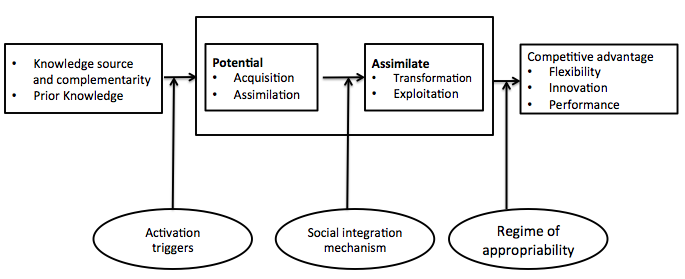 • Knowledge source
and complementarity
• Prior Knowledge
Potential
• Acquisition
• Assimilation
Assimilate
• Transformation
• Exploitation
Competitive advantage
• Flexibility
• Innovation
• Performance
Activation
triggers
Social integration
mechanism
Regime of
appropriability